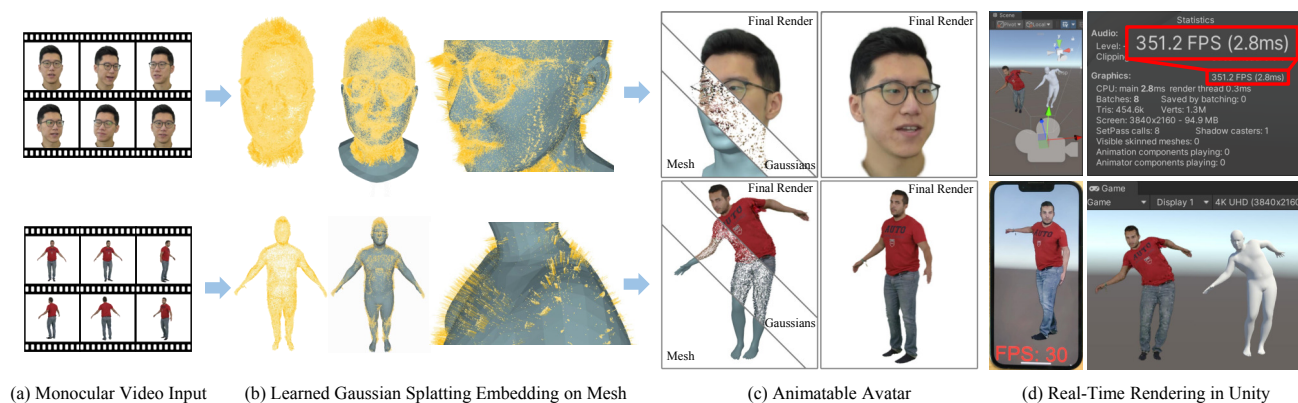 Final Render
Final Render
Mesh
Gaussians
Scene
Pivot
Local
Statistics
Audio:
Level: -
Clipping
351.2 FPS (2.8ms)
Graphics:
351.2 FPS (2.8ms)
CPU: main 2.8ms render thread 0.3ms
Batches: 8 Saved by batching: 0
Tris: 454.6k Verts: 1.3M
Screen: 3840x2160 - 94.9 MB
SetPass calls: 8 Shadow casters: 1
Visible skinned meshes: 0
Animation components playing: 0
Animator components playing: 0
Final Render
Final Render
AUTO
Gaussians
Mesh
FPS: 30
Game
Game Display 1 4K UHD (3840x2160
(a) Monocular Video Input
(b) Learned Gaussian Splatting Embedding on Mesh
(c) Animatable Avatar
(d) Real-Time Rendering in Unity